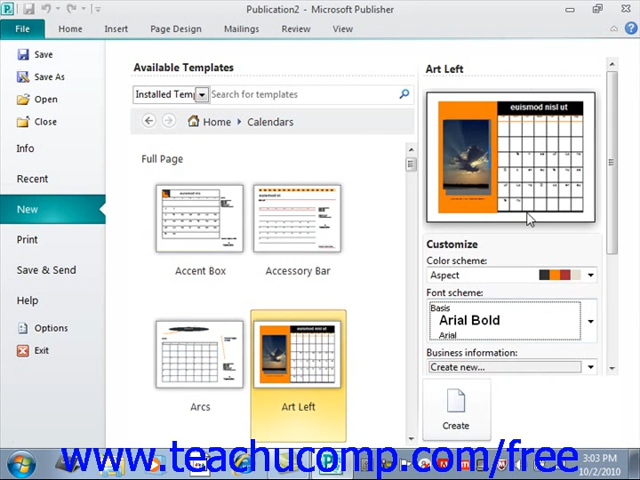 Publication2 - Microsoft Publisher
File Home Insert Page Design Mailings Review View
Save
Save As
Open
Close
Info
Recent
New
Print
Save & Send
Help
Options
Exit
Available Templates
Installed Temp
Search for templates
Home Calendars
Full Page
Accent Box
Accessory Bar
Arcs
euismod nisl ut
Art Left
Art Left
euismod nisl ut
Customize
Color scheme:
Aspect
Font scheme:
Basis
Arial Bold
Arial
Business information:
Create new...
Create
www.teachucomp.com/free
3:03 PM
10/2/2010